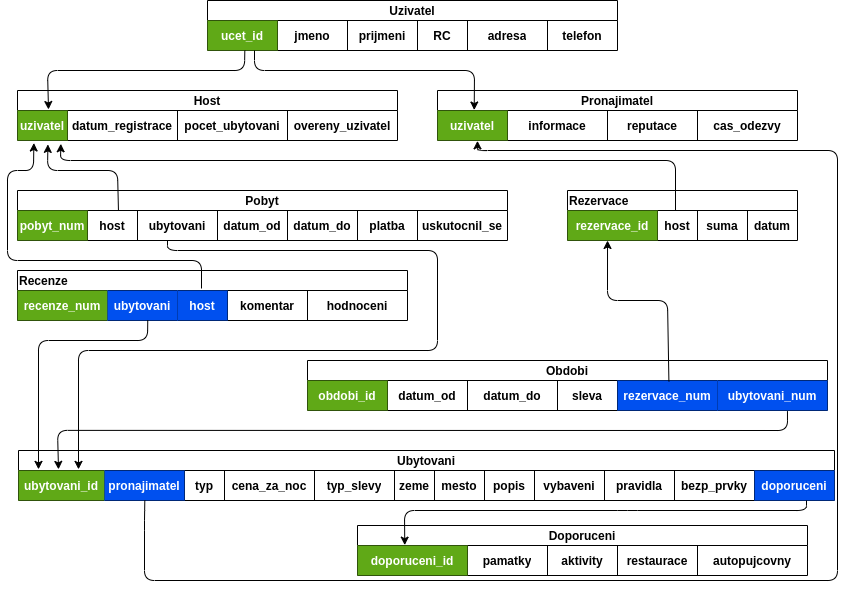 Uzivatel
ucet_id jmeno prijmeni RC adresa telefon
Host
uzivatel datum_registrace pocet_ubytovani overeny_uzivatel
Pronajimatel
uzivatel informace reputace cas_odezvy
Pobyt
pobyt_num host ubytovani datum_od datum_do platba uskutocnil_se
Rezervace
rezervace_id host suma datum
Recenze
recenze_num ubytovani host komentar hodnoceni
Obdobi
obdobi_id datum_od datum_do sleva rezervace_num ubytovani_num
Ubytovani
ubytovani_id pronajimatel typ cena_za_noc typ_slevy zeme mesto popis vybaveni pravidla bezp_prvky doporuceni
Doporuceni
doporuceni_id pamatky aktivity restaurace autopujcovny